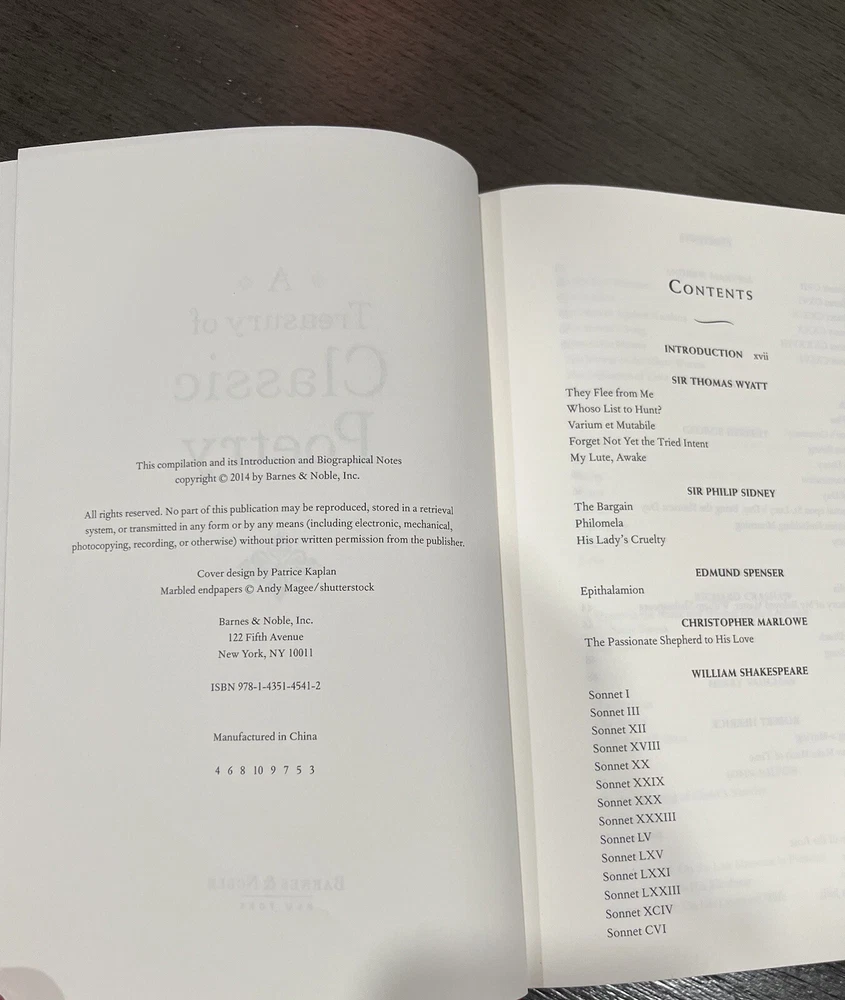 This compilation and its Introduction and Biographical Notes
copyright © 2014 by Barnes & Noble, Inc.
All rights reserved. No part of this publication may be reproduced, stored in a retrieval
system, or transmitted in any form or by any means (including electronic, mechanical,
photocopying, recording, or otherwise) without prior written permission from the publisher.
Cover design by Patrice Kaplan
Marbled endpapers © Andy Magee/shutterstock
Barnes & Noble, Inc.
122 Fifth Avenue
New York, NY 10011
ISBN 978-1-4351-4541-2
Manufactured in China
4 6 8 10 9 7 5 3
A
Treasury of
Classic
Poetry
BARNES & NOBLE
NEW YORK
CONTENTS
INTRODUCTION xvii
SIR THOMAS WYATT
They Flee from Me
Whoso List to Hunt?
Varium et Mutabile
Forget Not Yet the Tried Intent
My Lute, Awake
SIR PHILIP SIDNEY
The Bargain
Philomela
His Lady's Cruelty
EDMUND SPENSER
Epithalamion
CHRISTOPHER MARLOWE
The Passionate Shepherd to His Love
WILLIAM SHAKESPEARE
Sonnet I
Sonnet III
Sonnet XII
Sonnet XVIII
Sonnet XX
Sonnet XXIX
Sonnet XXX
Sonnet XXXIII
Sonnet LV
Sonnet LXV
Sonnet LXXI
Sonnet LXXIII
Sonnet XCIV
Sonnet CVI